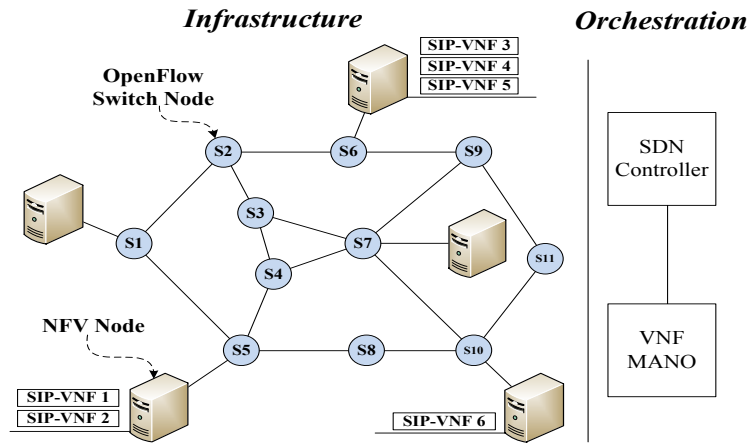 Infrastructure
Orchestration
SIP-VNF 3
SIP-VNF 4
SIP-VNF 5
OpenFlow
Switch Node
S2
S6
S9
SDN
Controller
S3
S1
S7
S4
S11
NFV Node
S5
S8
S10
VNF
MANO
SIP-VNF 1
SIP-VNF 2
SIP-VNF 6